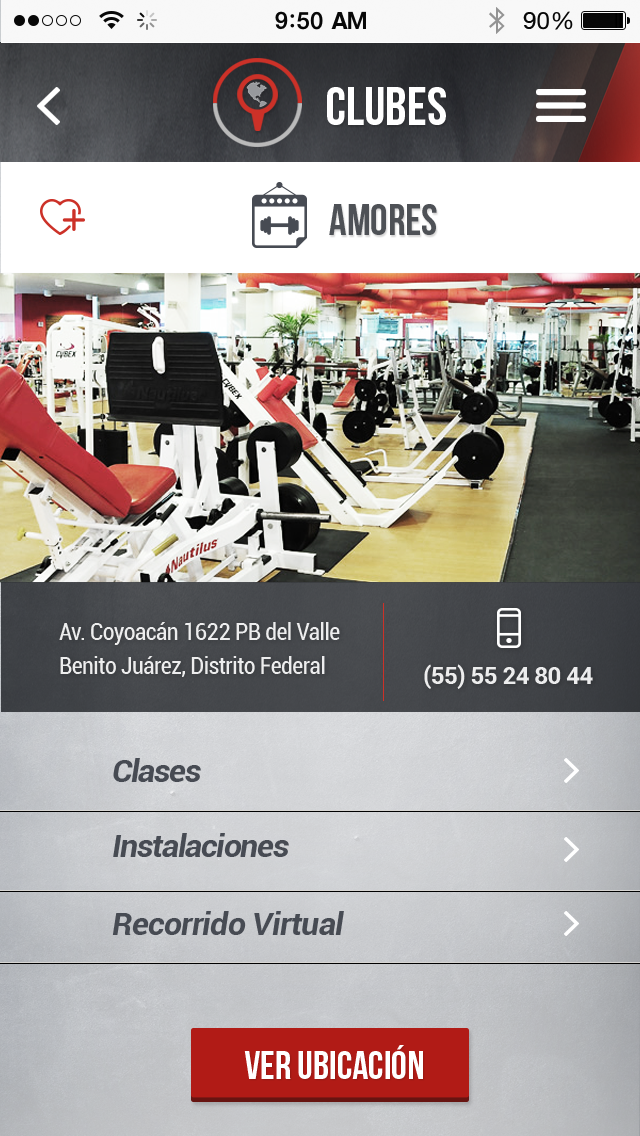 9:50 AM
90%
CLUBES
AMORES
CYBEX
CYBEX
Nautilus
Nautilus
Av. Coyoacán 1622 PB del Valle
Benito Juárez, Distrito Federal
(55) 55 24 80 44
Clases
Instalaciones
Recorrido Virtual
VER UBICACIÓN